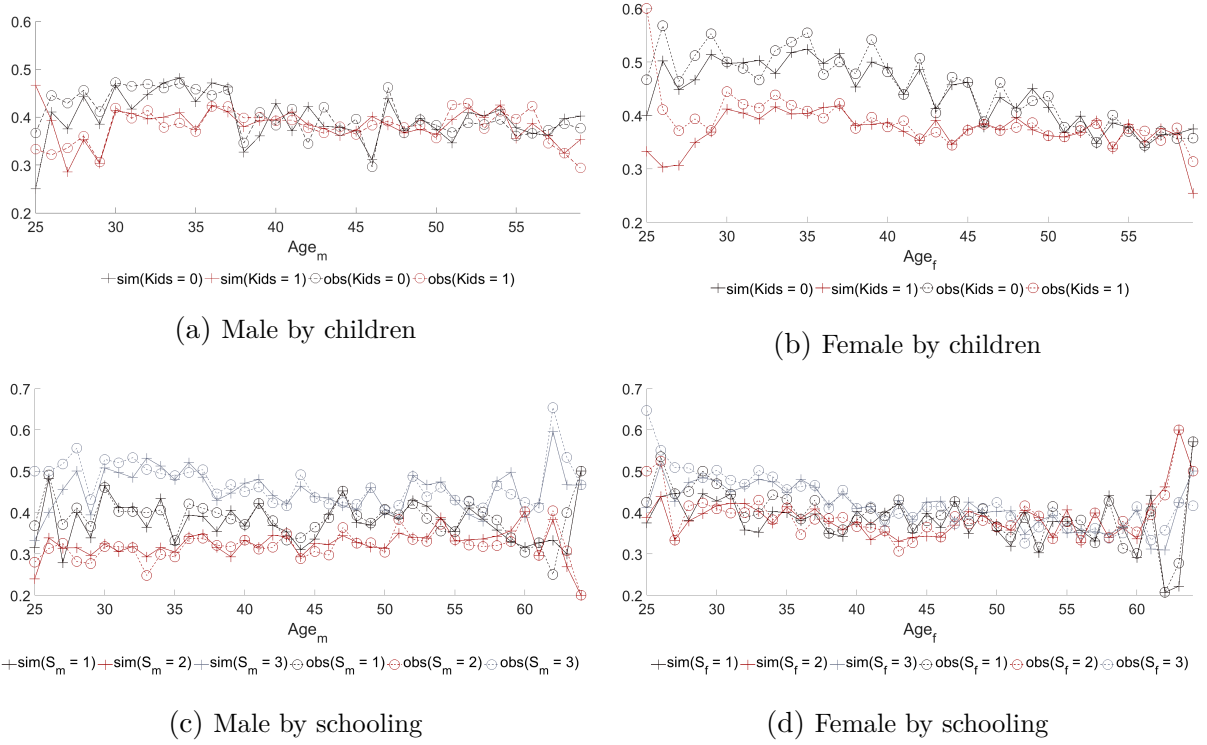 0.6
0.5
0.4
0.3
0.2
25 30 35 40 45 50 55
Age_m
sim(Kids = 0) sim(Kids = 1) obs(Kids = 0) obs(Kids = 1)
(a) Male by children
0.6
0.5
0.4
0.3
0.2
25 30 35 40 45 50 55
Age_f
sim(Kids = 0) sim(Kids = 1) obs(Kids = 0) obs(Kids = 1)
(b) Female by children
0.7
0.6
0.5
0.4
0.3
0.2
25 30 35 40 45 50 55 60
Age_m
sim(S_m = 1) sim(S_m = 2) sim(S_m = 3) obs(S_m = 1) obs(S_m = 2) obs(S_m = 3)
(c) Male by schooling
0.7
0.6
0.5
0.4
0.3
0.2
25 30 35 40 45 50 55 60
Age_f
sim(S_f = 1) sim(S_f = 2) sim(S_f = 3) obs(S_f = 1) obs(S_f = 2) obs(S_f = 3)
(d) Female by schooling